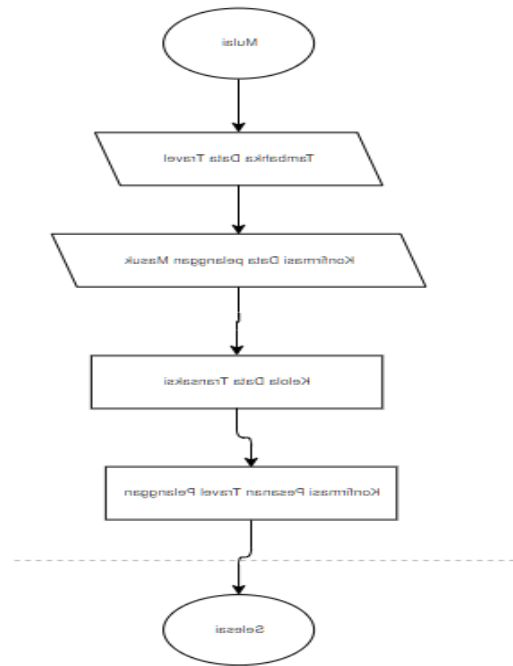 Mulai
Tambahka Data Travel
Konfirmasi Data pelanggan Masuk
Kelola Data Transaksi
Konfirmasi Pesanan Travel Pelanggan
Selesai